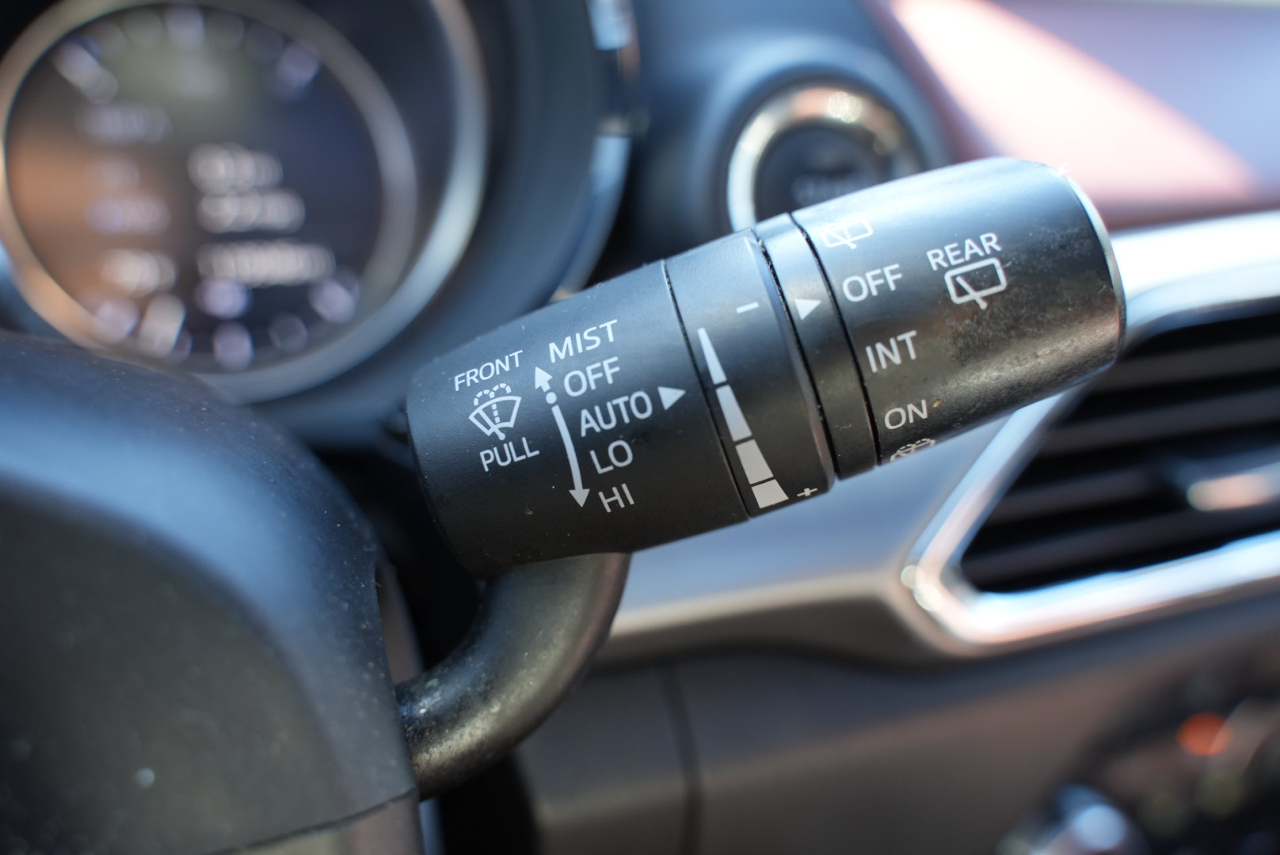 FRONT
PULL
MIST
OFF
AUTO
LO
HI
−
+
OFF
INT
ON
REAR